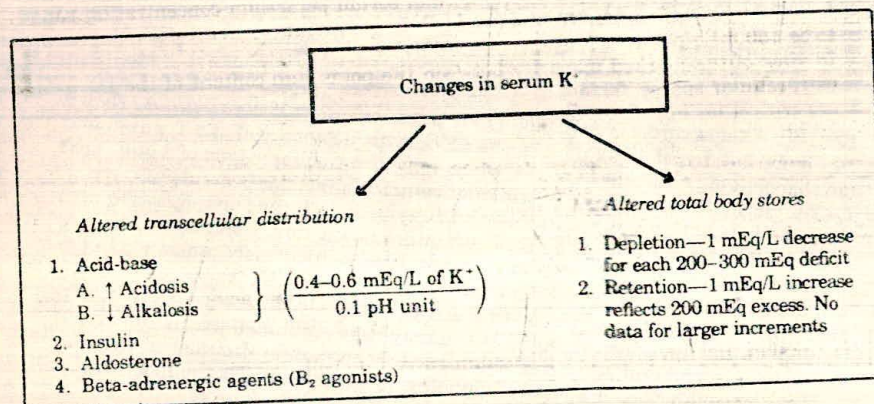 Changes in serum K⁺
Altered transcellular distribution
1. Acid-base
A. ↑ Acidosis
B. ↓ Alkalosis
} (0.4–0.6 mEq/L of K⁺
0.1 pH unit)
2. Insulin
3. Aldosterone
4. Beta-adrenergic agents (B₂ agonists)
Altered total body stores
1. Depletion—1 mEq/L decrease
for each 200–300 mEq deficit
2. Retention—1 mEq/L increase
reflects 200 mEq excess. No
data for larger increments